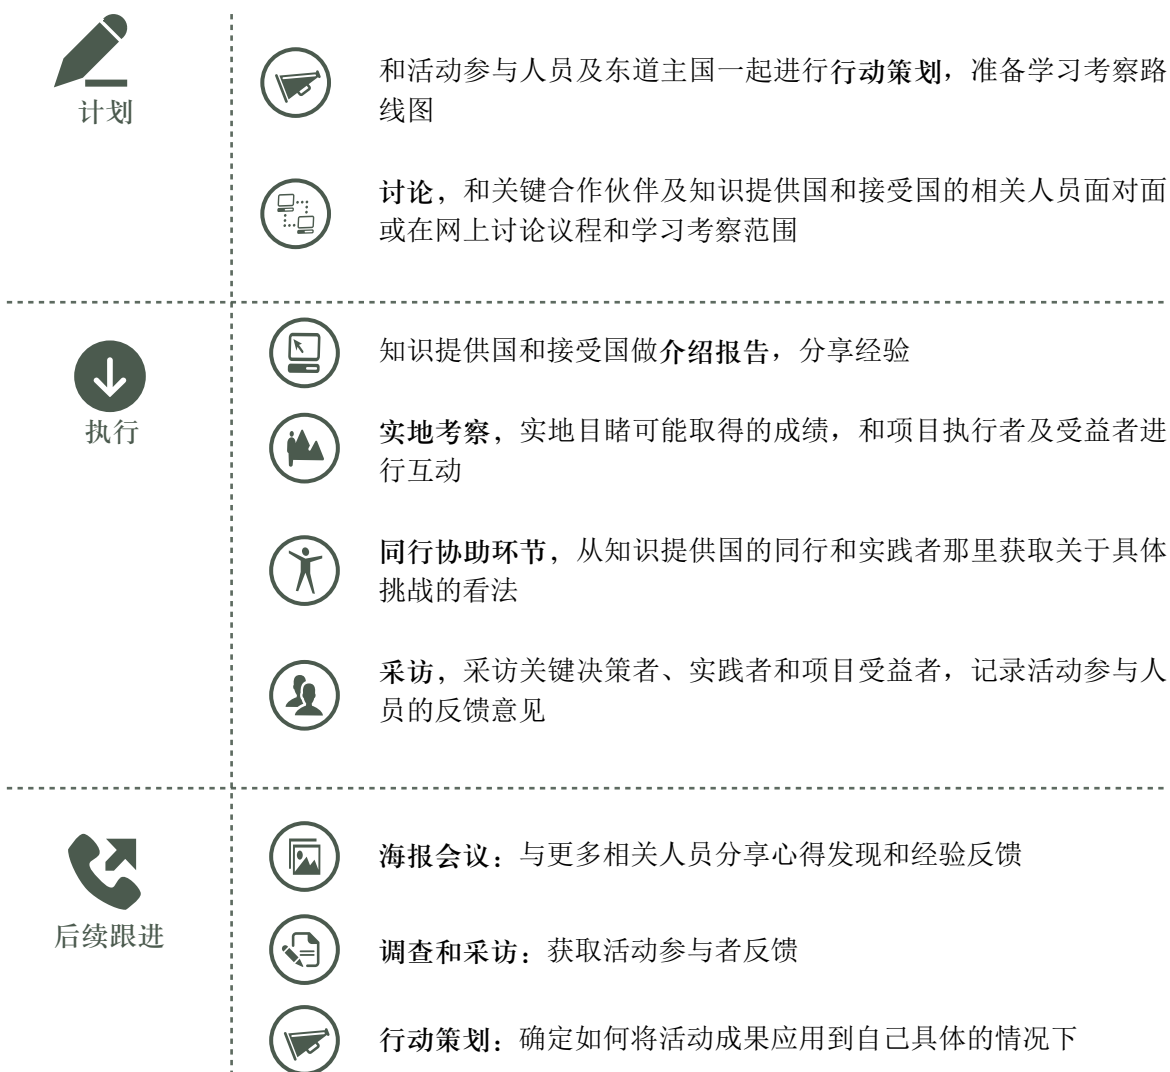 计划
和活动参与人员及东道主国一起进行行动策划，准备学习考察路
线图
讨论，和关键合作伙伴及知识提供国和接受国的相关人员面对面
或在网上讨论议程和学习考察范围
执行
知识提供国和接受国做介绍报告，分享经验
实地考察，实地目睹可能取得的成绩，和项目执行者及受益者进
行互动
同行协助环节，从知识提供国的同行和实践者那里获取关于具体
挑战的看法
采访，采访关键决策者、实践者和项目受益者，记录活动参与人
员的反馈意见
后续跟进
海报会议：与更多相关人员分享心得发现和经验反馈
调查和采访：获取活动参与者反馈
行动策划：确定如何将活动成果应用到自己具体的情况下